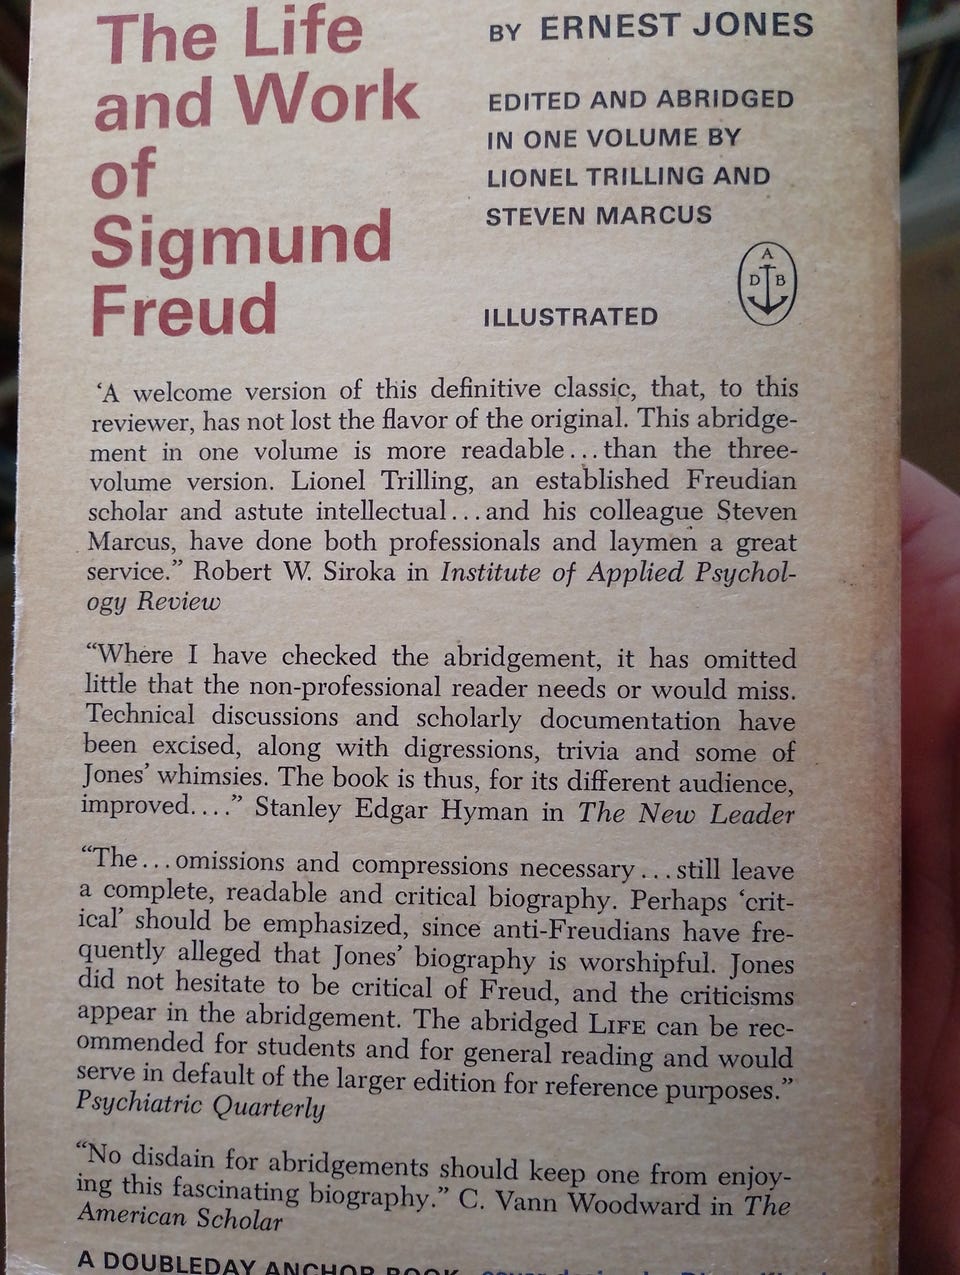 The Life
and Work
of
Sigmund
Freud
BY ERNEST JONES
EDITED AND ABRIDGED
IN ONE VOLUME BY
LIONEL TRILLING AND
STEVEN MARCUS
ILLUSTRATED
A
D B
‘A welcome version of this definitive classic, that, to this
reviewer, has not lost the flavor of the original. This abridge-
ment in one volume is more readable...than the three-
volume version. Lionel Trilling, an established Freudian
scholar and astute intellectual...and his colleague Steven
Marcus, have done both professionals and laymen a great
service.” Robert W. Siroka in Institute of Applied Psychol-
ogy Review
“Where I have checked the abridgement, it has omitted
little that the non-professional reader needs or would miss.
Technical discussions and scholarly documentation have
been excised, along with digressions, trivia and some of
Jones’ whimsies. The book is thus, for its different audience,
improved....” Stanley Edgar Hyman in The New Leader
“The...omissions and compressions necessary...still leave
a complete, readable and critical biography. Perhaps ‘crit-
ical’ should be emphasized, since anti-Freudians have fre-
quently alleged that Jones’ biography is worshipful. Jones
did not hesitate to be critical of Freud, and the criticisms
appear in the abridgement. The abridged LIFE can be rec-
ommended for students and for general reading and would
serve in default of the larger edition for reference purposes.”
Psychiatric Quarterly
“No disdain for abridgements should keep one from enjoy-
ing this fascinating biography.” C. Vann Woodward in The
American Scholar
A DOUBLEDAY ANCHOR BOOK